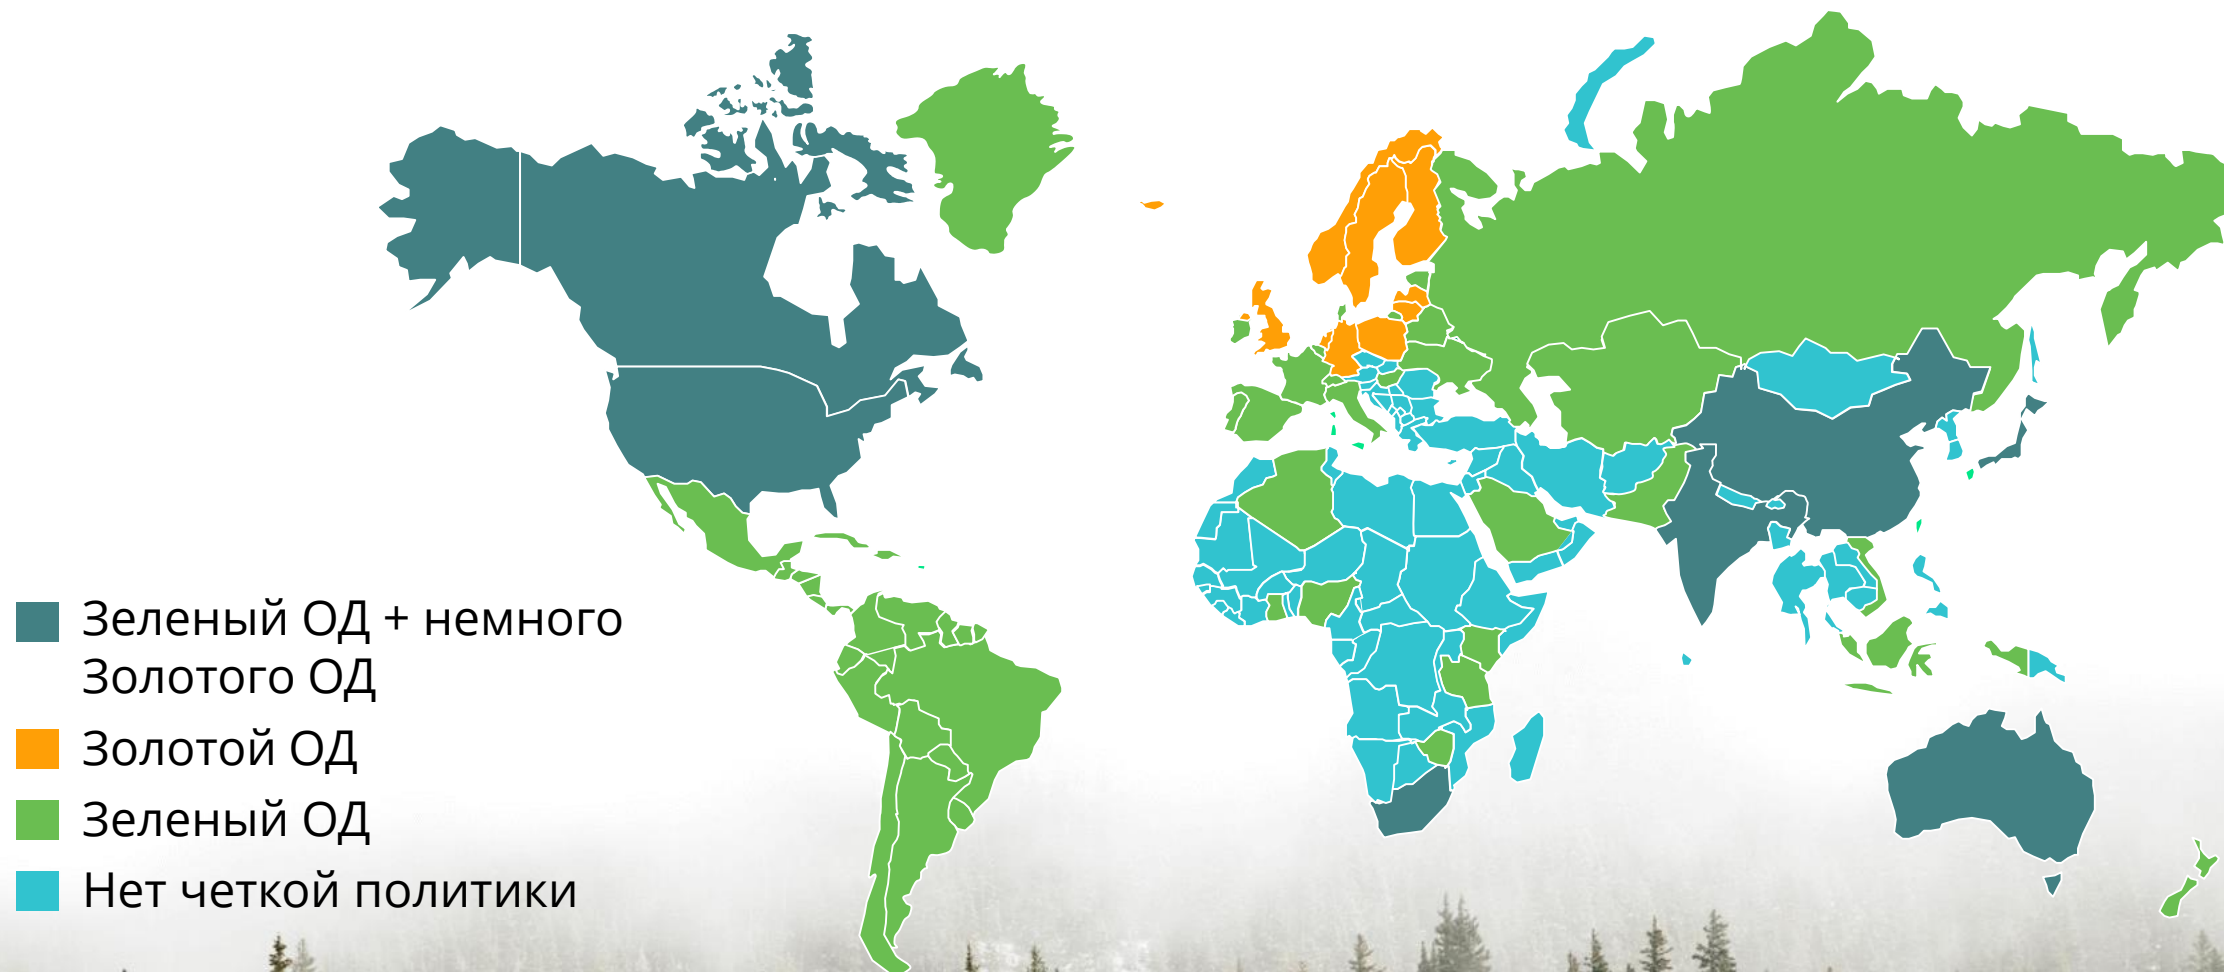 Зеленый ОД + немного
Золотого ОД
Золотой ОД
Зеленый ОД
Нет четкой политики